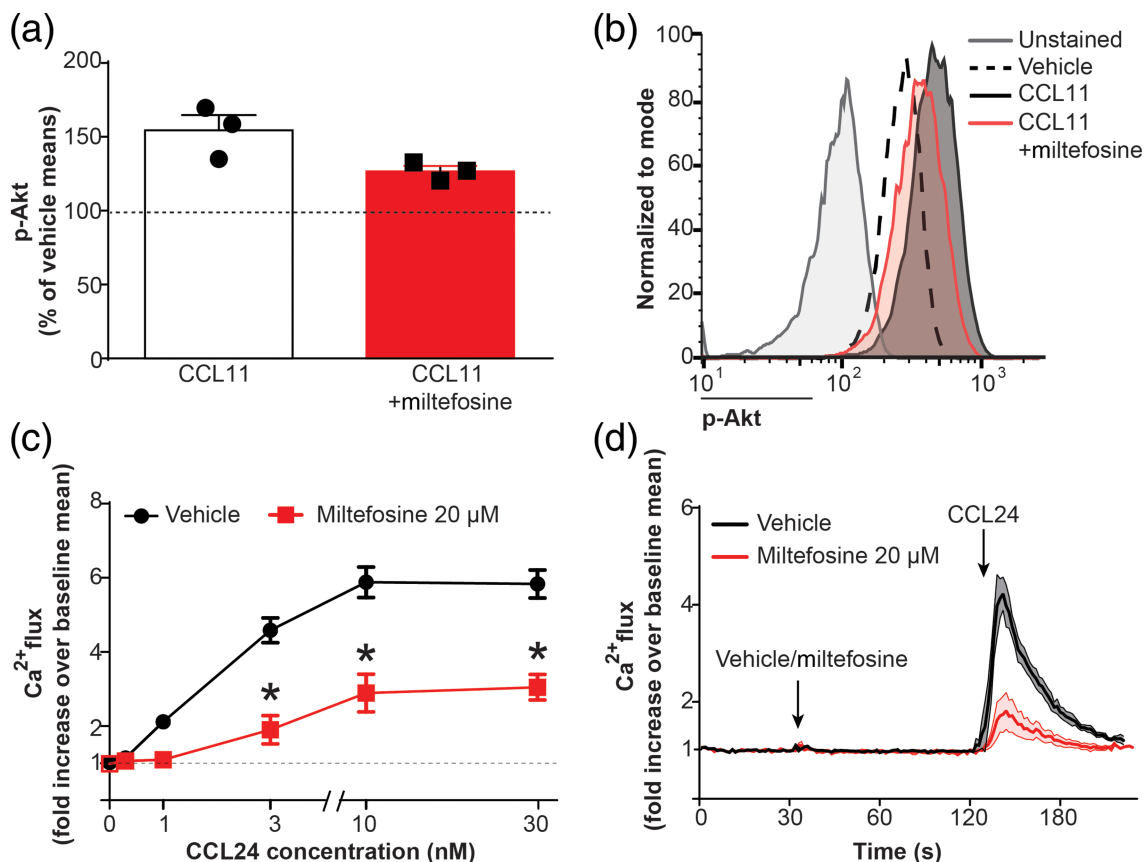 (a)
200
150
100
50
0
p-Akt
(% of vehicle means)
CCL11
CCL11
+miltefosine
(b)
100
80
60
40
20
0
Normalized to mode
Unstained
Vehicle
CCL11
CCL11
+miltefosine
10¹
10²
10³
p-Akt
(c)
8
6
4
2
1
Ca²⁺flux
(fold increase over baseline mean)
Vehicle
Miltefosine 20 µM
*
*
*
0
1
3
10
30
CCL24 concentration (nM)
(d)
6
4
2
1
Ca²⁺flux
(fold increase over baseline mean)
Vehicle
Miltefosine 20 µM
CCL24
Vehicle/miltefosine
0
30
60
120
180
Time (s)